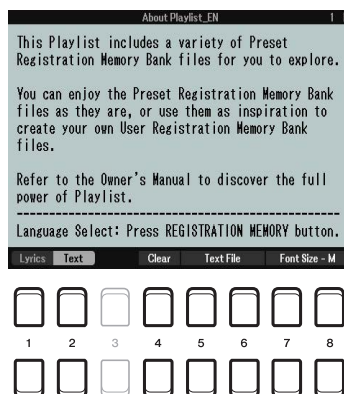 About Playlist_EN 1
This Playlist includes a variety of Preset
Registration Memory Bank files for you to explore.
You can enjoy the Preset Registration Memory Bank
files as they are, or use them as inspiration to
create your own User Registration Memory Bank
files.
Refer to the Owner's Manual to discover the full
power of Playlist.
Language Select: Press REGISTRATION MEMORY button.
Lyrics Text Clear Text File Font Size - M
1 2 3 4 5 6 7 8